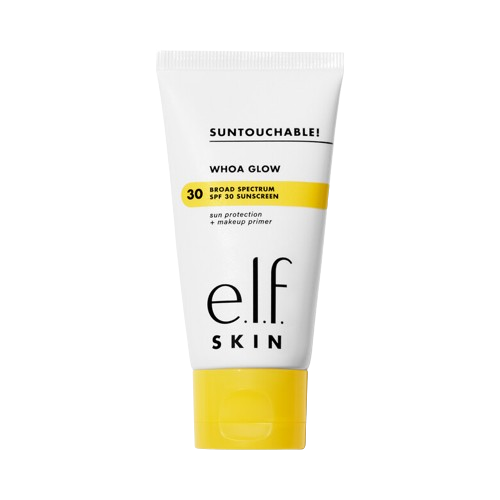 SUNTOUCHABLE!
WHOA GLOW
30
BROAD SPECTRUM
SPF 30 SUNSCREEN
sun protection
+ makeup primer
e.l.f.
SKIN